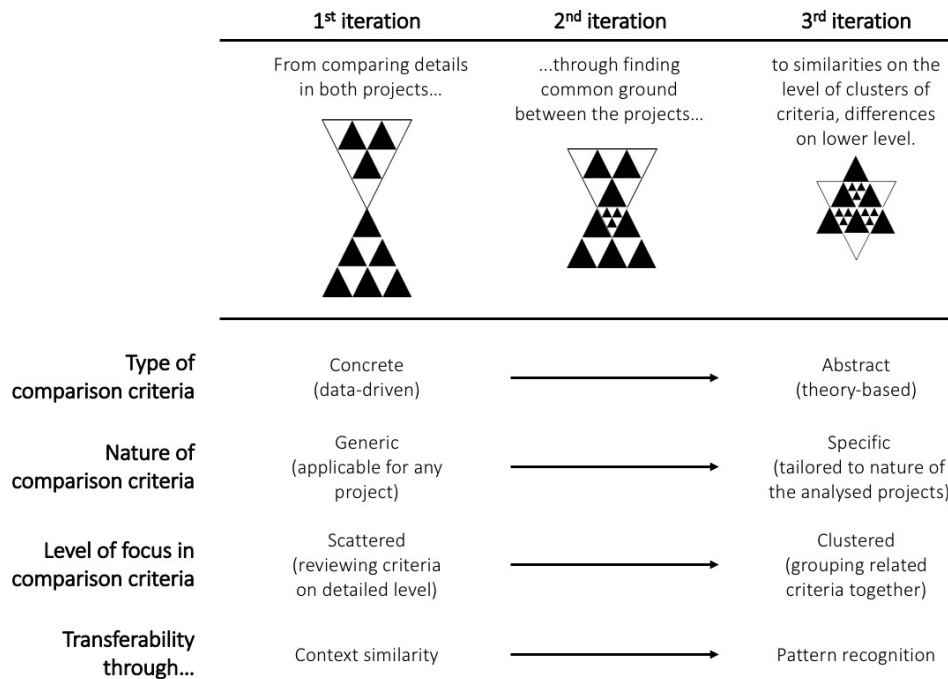 1st iteration
2nd iteration
3rd iteration
From comparing details
in both projects...
...through finding
common ground
between the projects...
to similarities on the
level of clusters of
criteria, differences
on lower level.
Type of
comparison criteria
Concrete
(data-driven)
Abstract
(theory-based)
Nature of
comparison criteria
Generic
(applicable for any
project)
Specific
(tailored to nature of
the analysed projects)
Level of focus in
comparison criteria
Scattered
(reviewing criteria
on detailed level)
Clustered
(grouping related
criteria together)
Transferability
through...
Context similarity
Pattern recognition